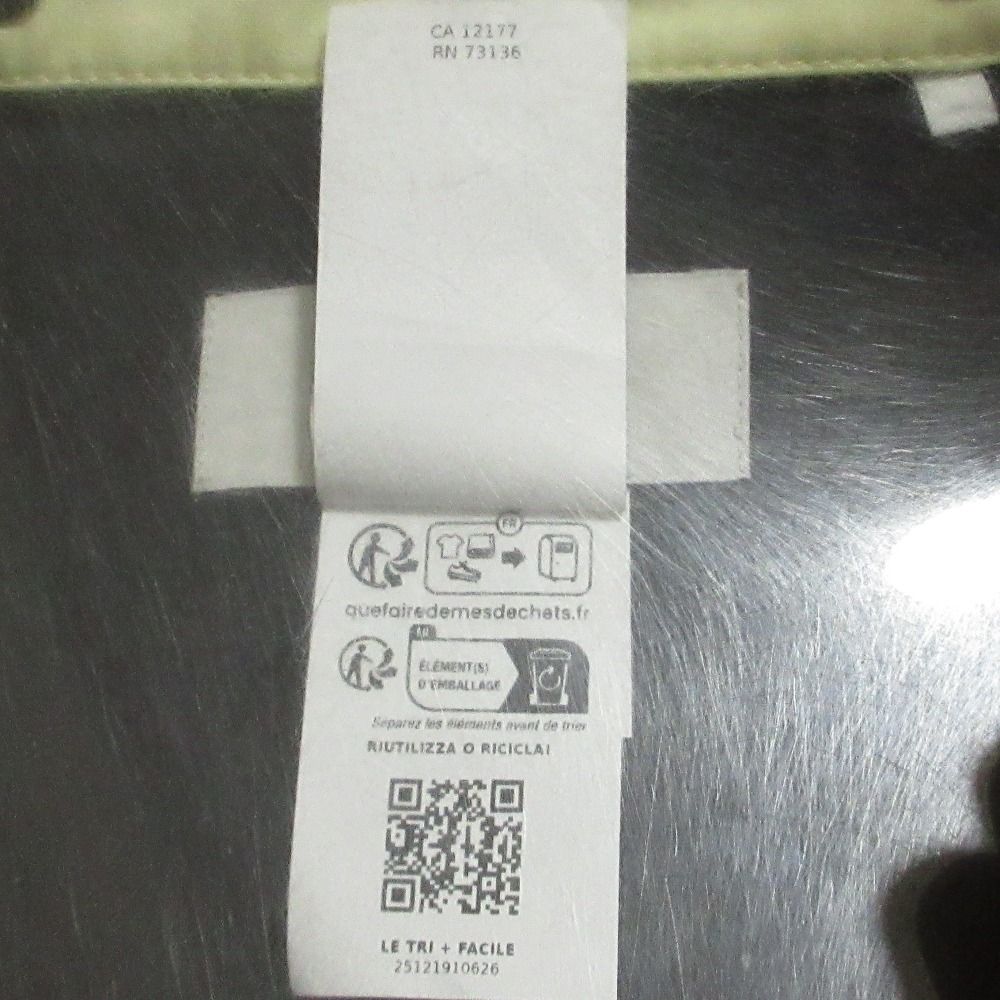 CA 12177
RN 73136
FR
quefairedemesdechets.fr
FR
ÉLÉMENT(S)
D'EMBALLAGE
Séparez les éléments avant de trier
RIUTILIZZA O RICICLA!
LE TRI + FACILE
25121910626